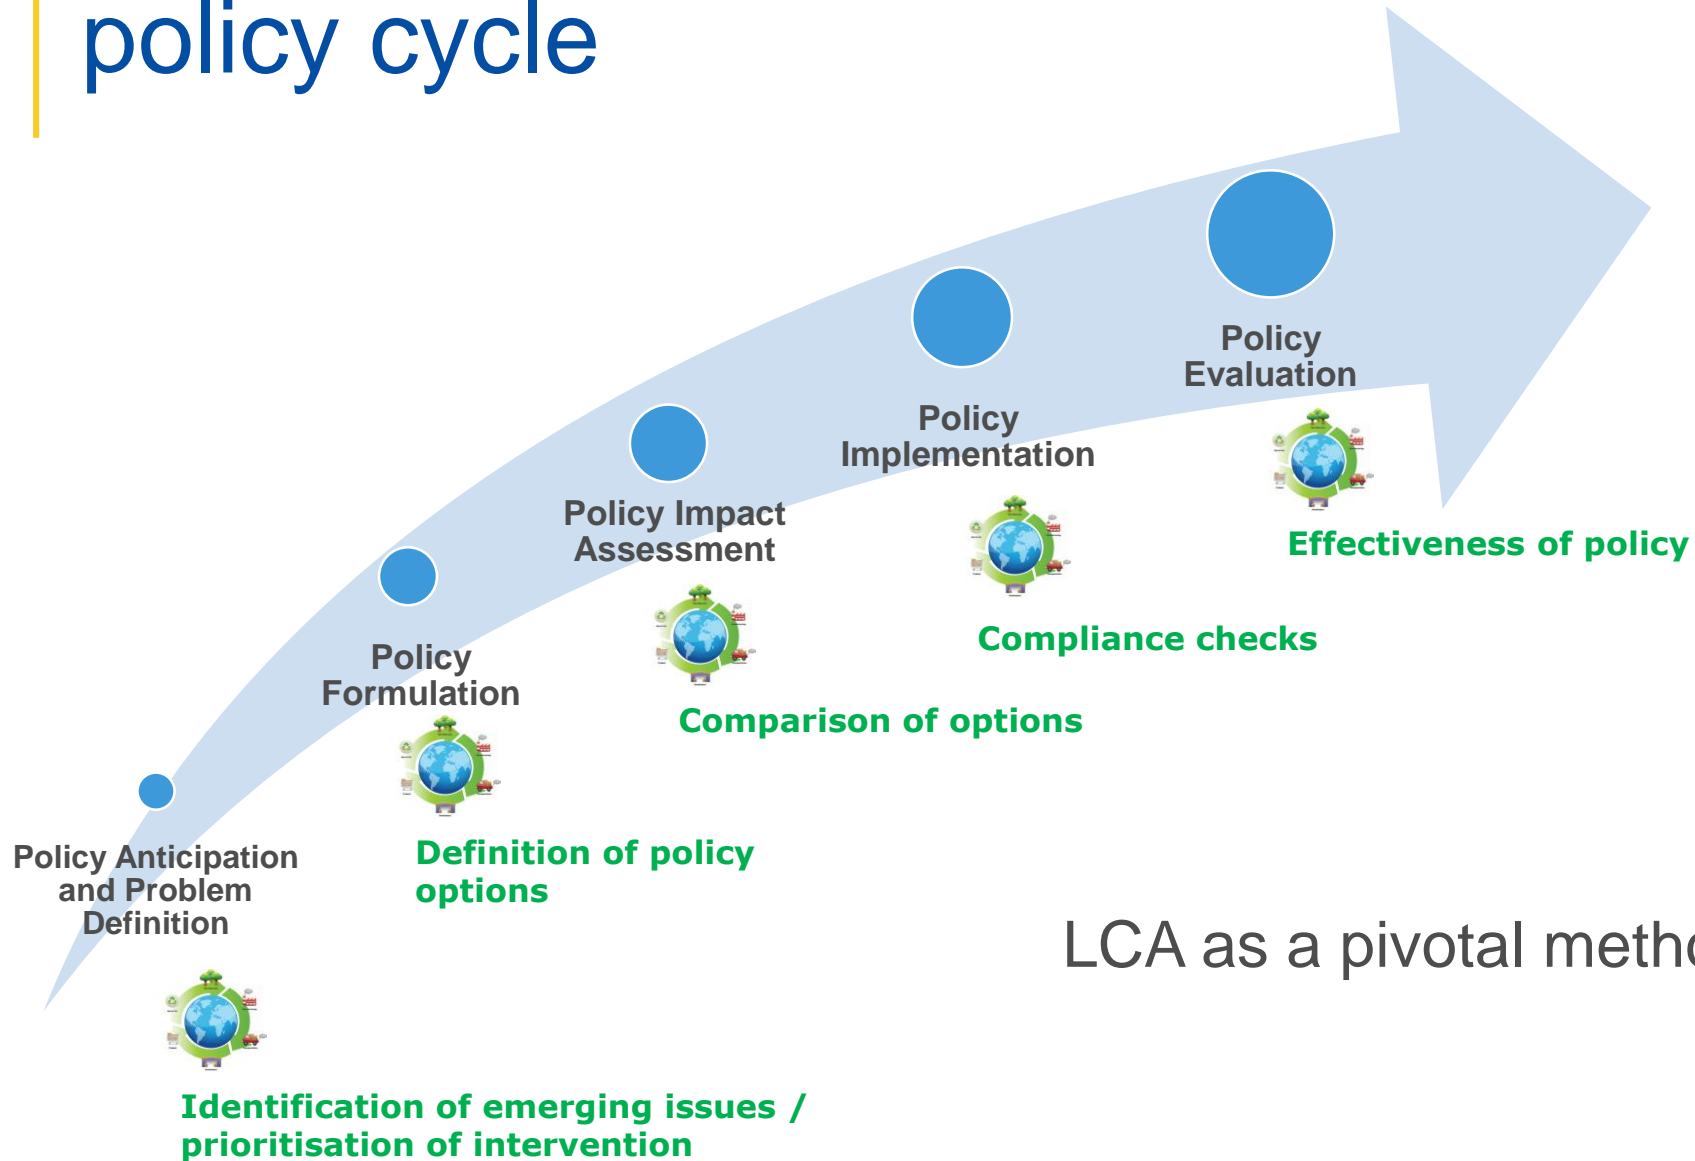 policy cycle
Policy
Evaluation
Effectiveness of policy
Policy
Implementation
Compliance checks
Policy Impact
Assessment
Comparison of options
Policy
Formulation
Definition of policy
options
Policy Anticipation
and Problem
Definition
Identification of emerging issues /
prioritisation of intervention
LCA as a pivotal